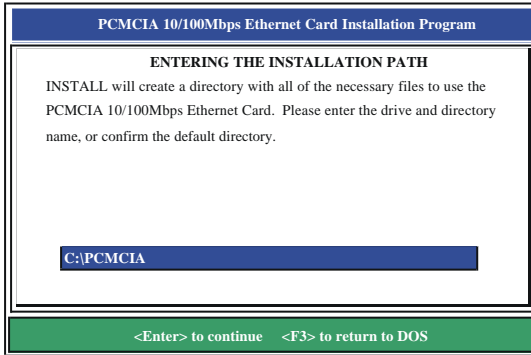 PCMCIA 10/100Mbps Ethernet Card Installation Program
ENTERING THE INSTALLATION PATH
INSTALL will create a directory with all of the necessary files to use the
PCMCIA 10/100Mbps Ethernet Card. Please enter the drive and directory
name, or confirm the default directory.
C:\PCMCIA
<Enter> to continue <F3> to return to DOS